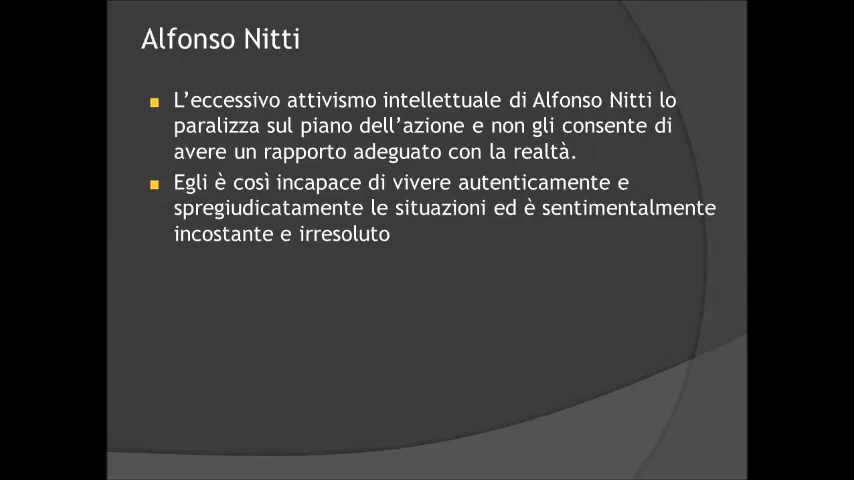 Alfonso Nitti
L’eccessivo attivismo intellettuale di Alfonso Nitti lo
paralizza sul piano dell’azione e non gli consente di
avere un rapporto adeguato con la realtà.
Egli è così incapace di vivere autenticamente e
spregiudicatamente le situazioni ed è sentimentalmente
incostante e irresoluto